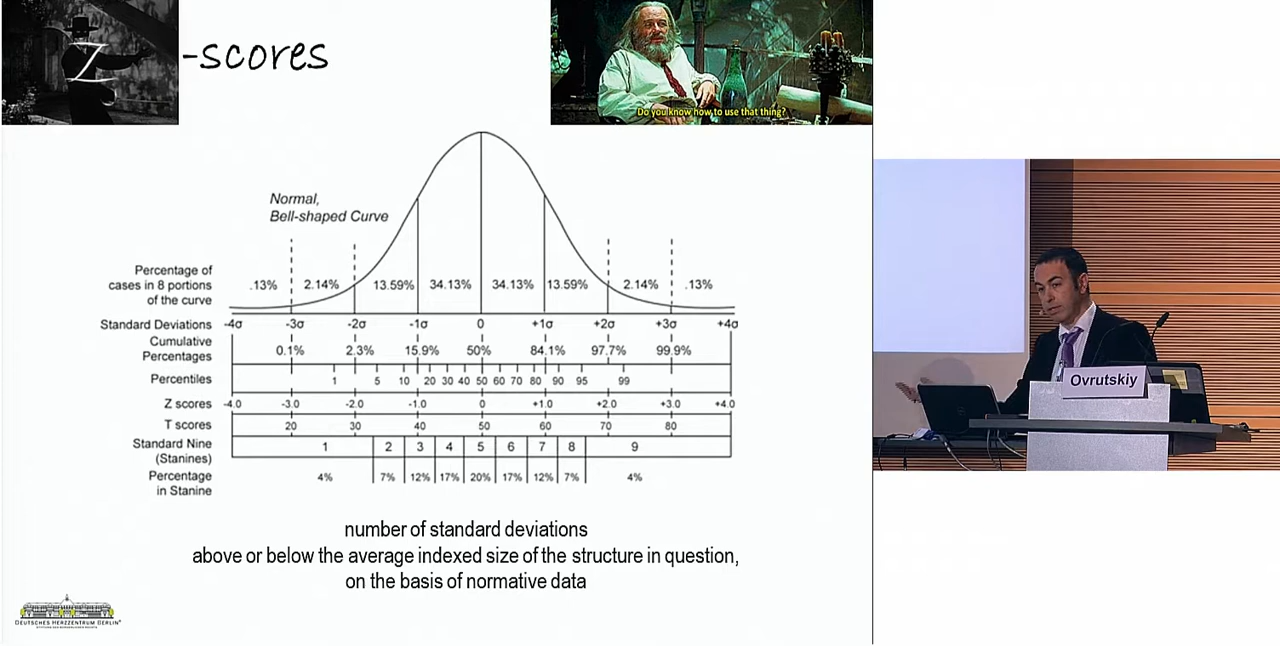 Z
-scores
Do you know how to use that thing?
Normal,
Bell-shaped Curve
Percentage of
cases in 8 portions
of the curve
.13% 2.14% 13.59% 34.13% 34.13% 13.59% 2.14% .13%
Standard Deviations -4σ -3σ -2σ -1σ 0 +1σ +2σ +3σ +4σ
Cumulative
Percentages
0.1% 2.3% 15.9% 50% 84.1% 97.7% 99.9%
Percentiles 1 5 10 20 30 40 50 60 70 80 90 95 99
Z scores -4.0 -3.0 -2.0 -1.0 0 +1.0 +2.0 +3.0 +4.0
T scores 20 30 40 50 60 70 80
Standard Nine
(Stanines)
1 2 3 4 5 6 7 8 9
Percentage
in Stanine
4% 7% 12% 17% 20% 17% 12% 7% 4%
number of standard deviations
above or below the average indexed size of the structure in question,
on the basis of normative data
DEUTSCHES HERZZENTRUM BERLIN
Ovrutskiy